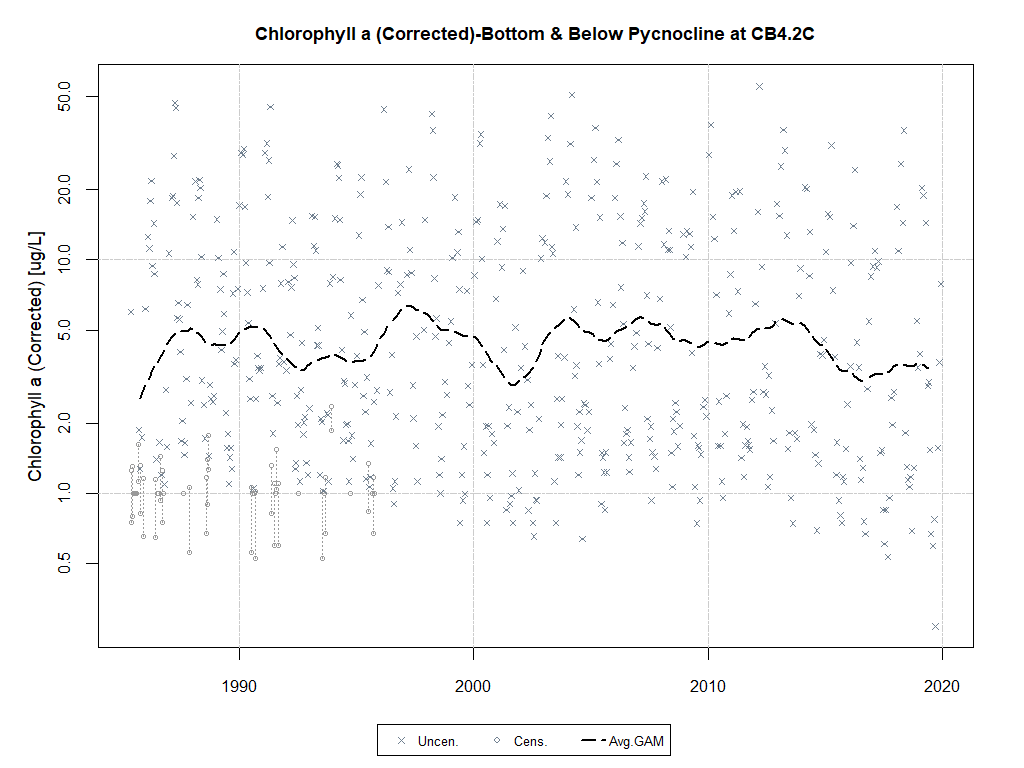 Chlorophyll a (Corrected)-Bottom & Below Pycnocline at CB4.2C
Chlorophyll a (Corrected) [ug/L]
50.0
20.0
10.0
5.0
2.0
1.0
0.5
1990 2000 2010 2020
Uncen. Cens. Avg.GAM